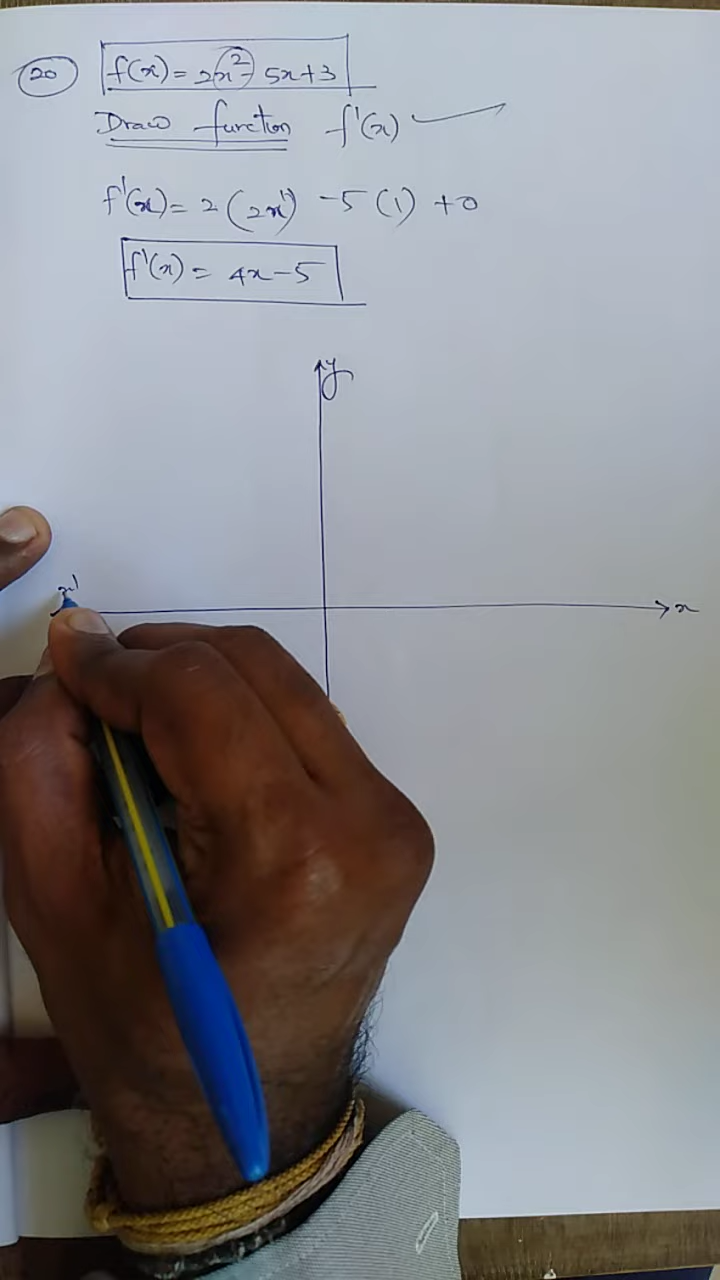 20 f(x) = 2x² - 5x+3
Draw function f'(x)
f'(x) = 2(2x¹) -5(1) +0
f'(x) = 4x-5
y
x' x